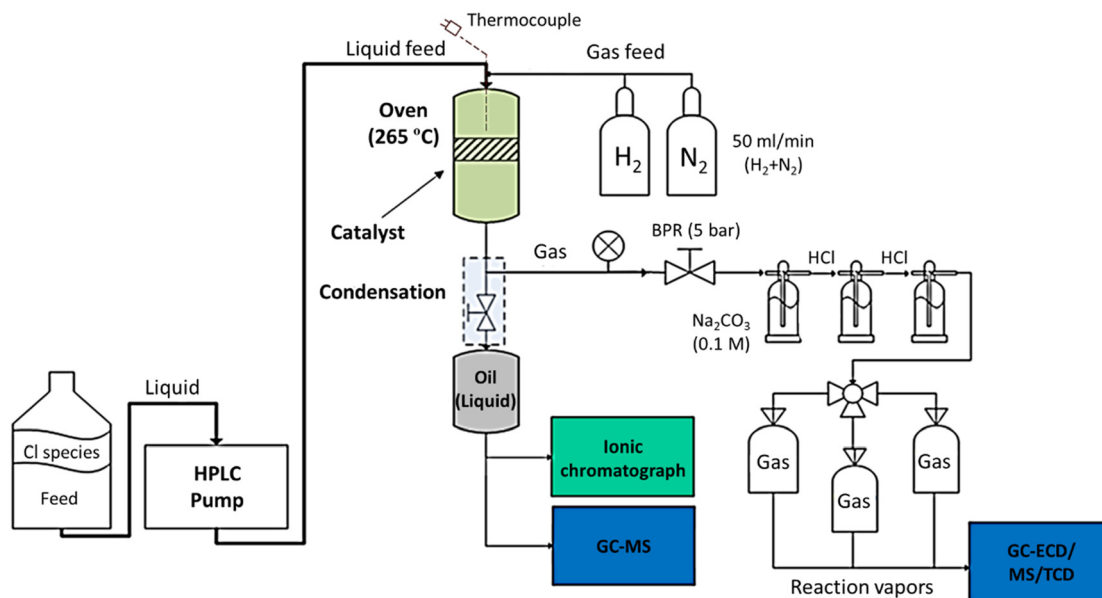 Thermocouple
Liquid feed
Gas feed
Oven
(265 ºC)
H2
N2
50 ml/min
(H2+N2)
Catalyst
Gas
BPR (5 bar)
HCl
HCl
Condensation
Na2CO3
(0.1 M)
Oil
(Liquid)
Liquid
Cl species
Feed
HPLC
Pump
Ionic
chromatograph
GC-MS
Gas
Gas
Gas
Reaction vapors
GC-ECD/
MS/TCD